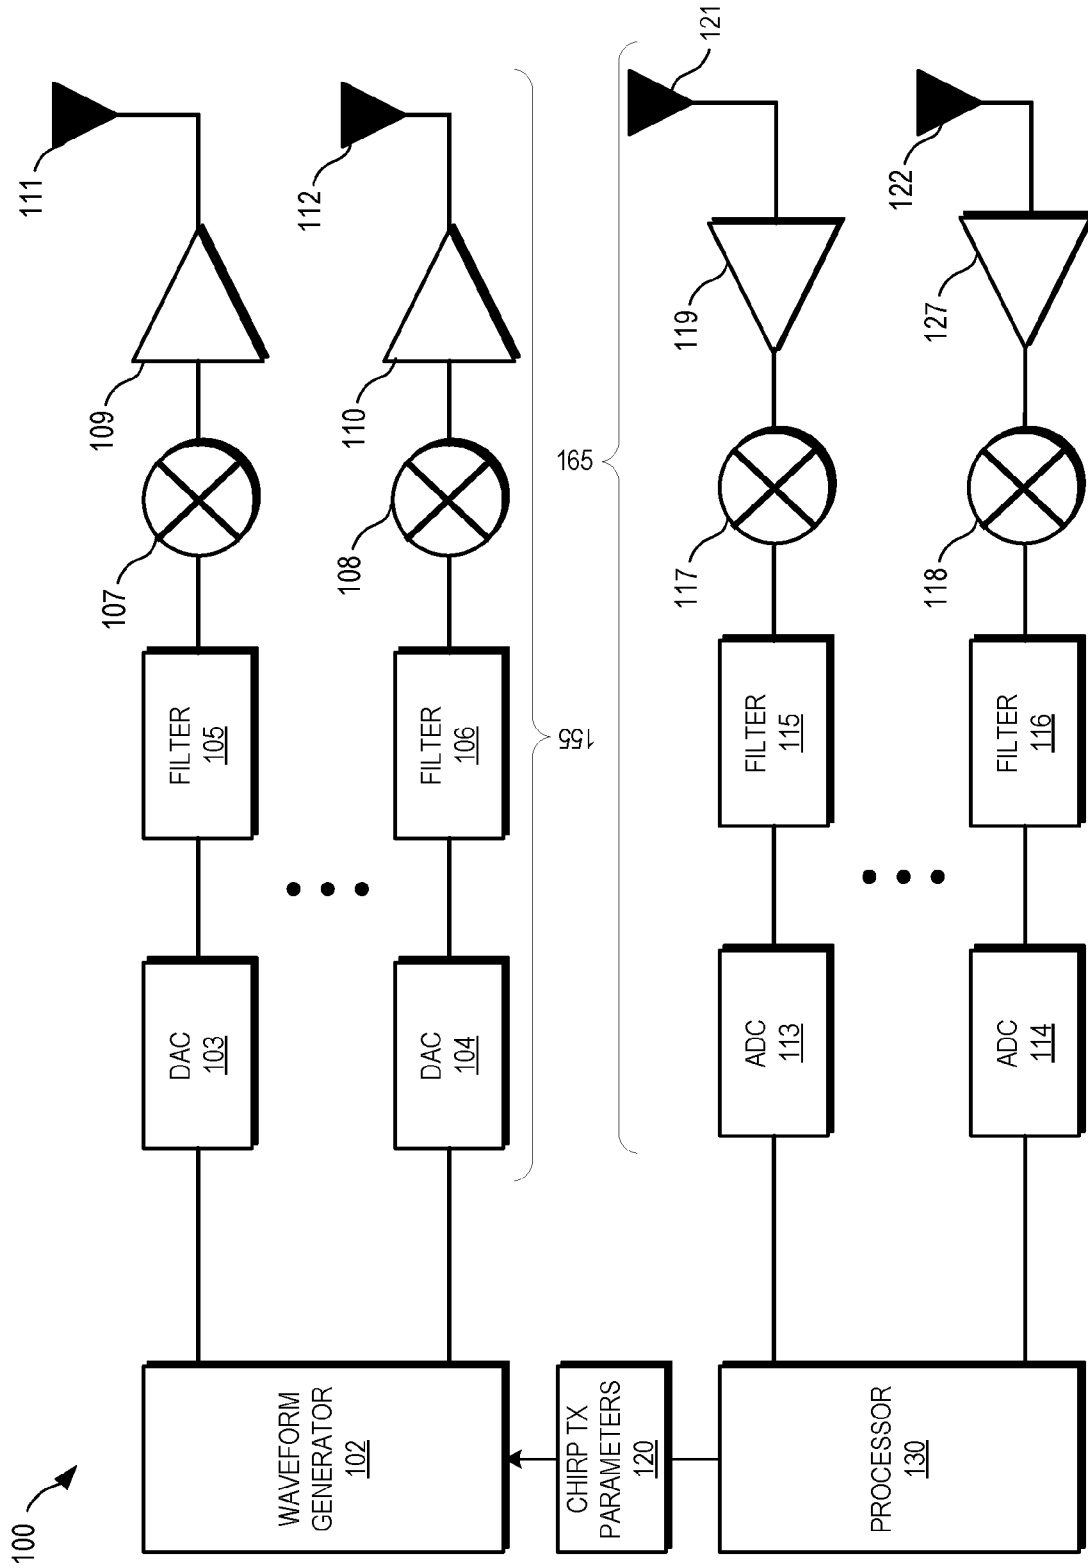 100
111
109
107
DAC
103
FILTER
105
WAVEFORM
GENERATOR
102
112
108
110
DAC
104
FILTER
106
155
165
CHIRP TX
PARAMETERS
120
121
117
119
ADC
113
FILTER
115
PROCESSOR
130
122
118
127
ADC
114
FILTER
116